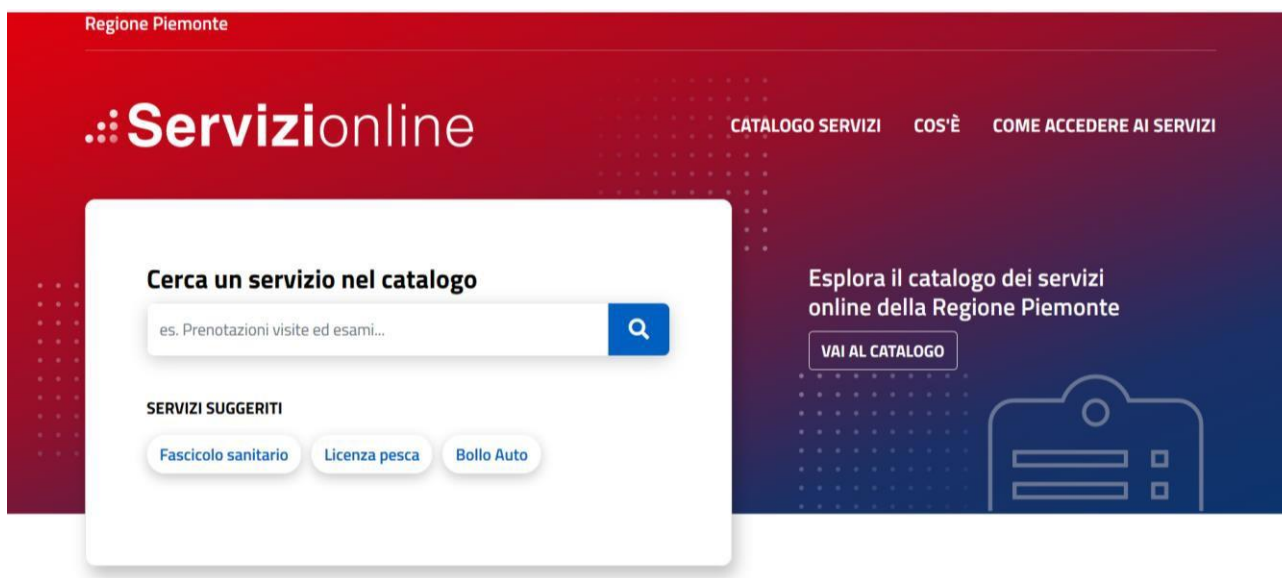 Regione Piemonte
Servizionline
CATALOGO SERVIZI COS'È COME ACCEDERE AI SERVIZI
Cerca un servizio nel catalogo
es. Prenotazioni visite ed esami...
SERVIZI SUGGERITI
Fascicolo sanitario Licenza pesca Bollo Auto
Esplora il catalogo dei servizi
online della Regione Piemonte
VAI AL CATALOGO